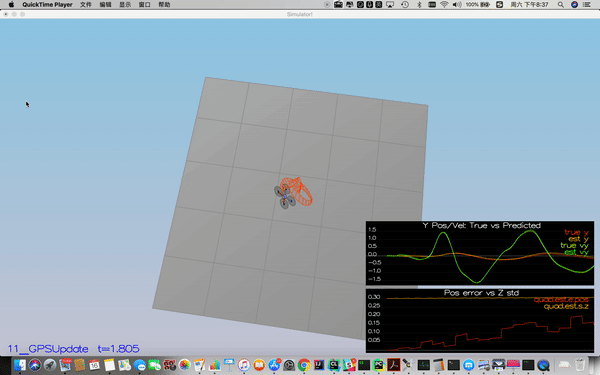 QuickTime Player 文件 编辑 显示 窗口 帮助 100% 周六 下午8:37
Simulator!
Y Pos/Vel: True vs Predicted
1.5
1.0
0.5
0.0
-0.5
-1.0
-1.5
true y
est y
true vy
est vy
Pos error vs Z std
0.30
0.25
0.20
0.15
0.10
0.05
quad.est.e.pos
quad.est.s.z
11_GPSUpdate t=1.805